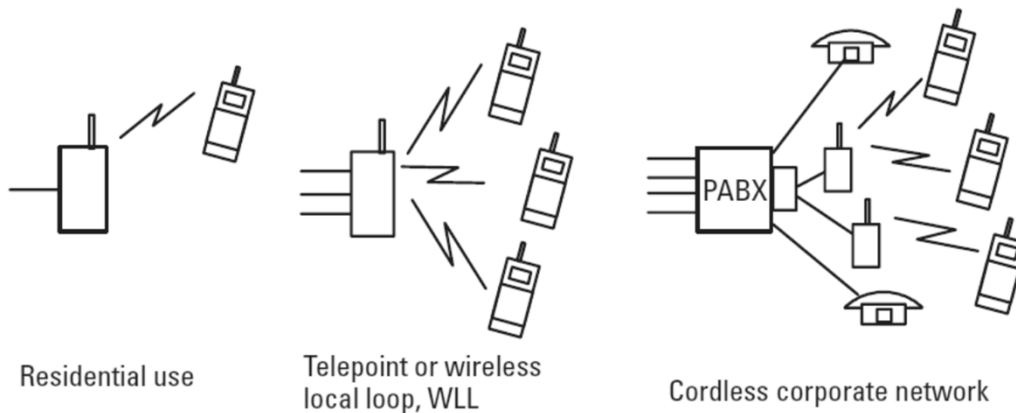 PABX
Residential use
Telepoint or wireless
local loop, WLL
Cordless corporate network